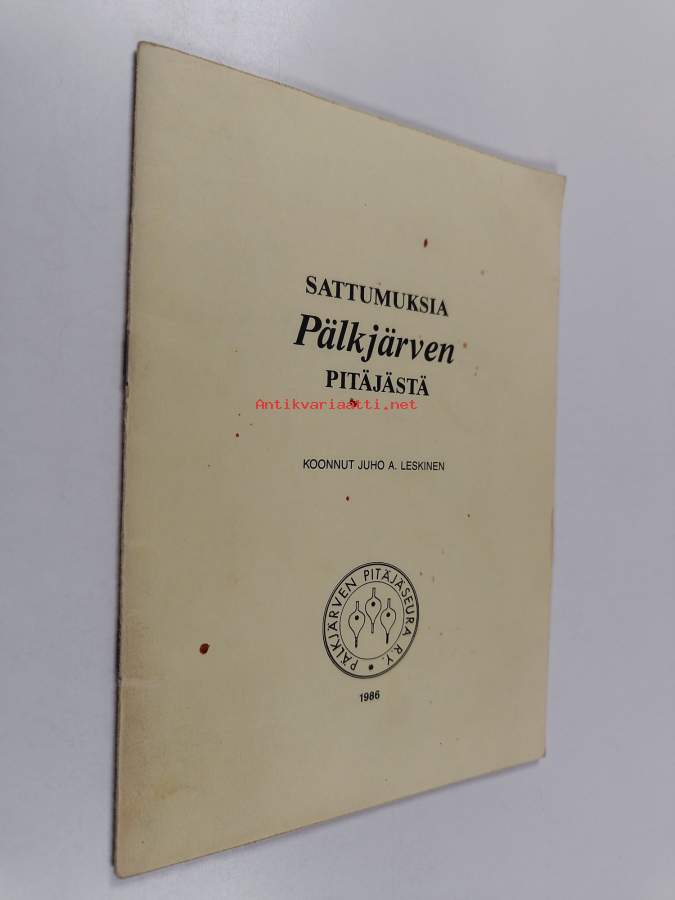 SATTUMUKSIA
Pälkjärven
PITÄJÄSTÄ
Antikvariaatti.net
KOONNUT JUHO A. LESKINEN
PÄLKJÄRVEN PITÄJÄSEURA R.Y.
1986